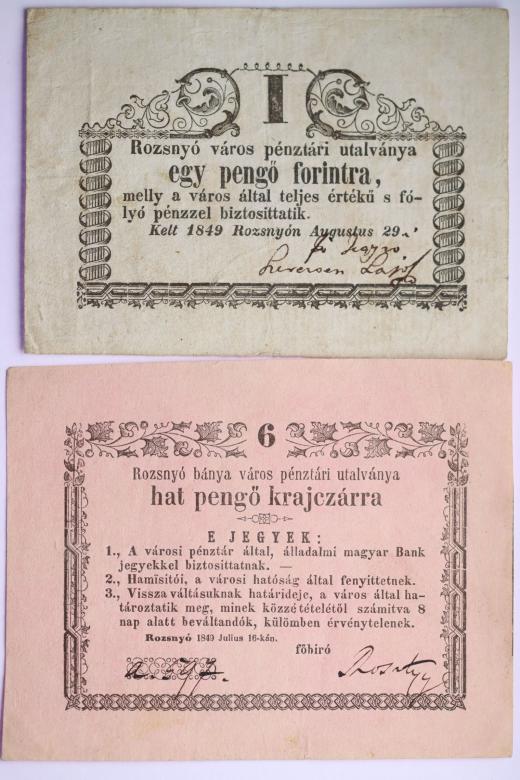 I
Rozsnyó város pénztári utalványa
egy pengő forintra,
melly a város által teljes értékű s fo-
lyó pénzzel biztosittatik.
Kelt 1849 Rozsnyón Augustus 29.
6
Rozsnyó bánya város pénztári utalványa
hat pengő krajczárra
E JEGYEK:
1., A városi pénztár által, álladalmi magyar Bank
jegyekkel biztosittatnak. —
2., Hamisitói, a városi hatóság által fenyittetnek.
3., Vissza váltásuknak határideje, a város által ha-
tároztatik meg, minek közzétételétől számitva 8
nap alatt beváltandók, külömben érvénytelenek.
Rozsnyó 1849 Julius 16-kán.
főbiró